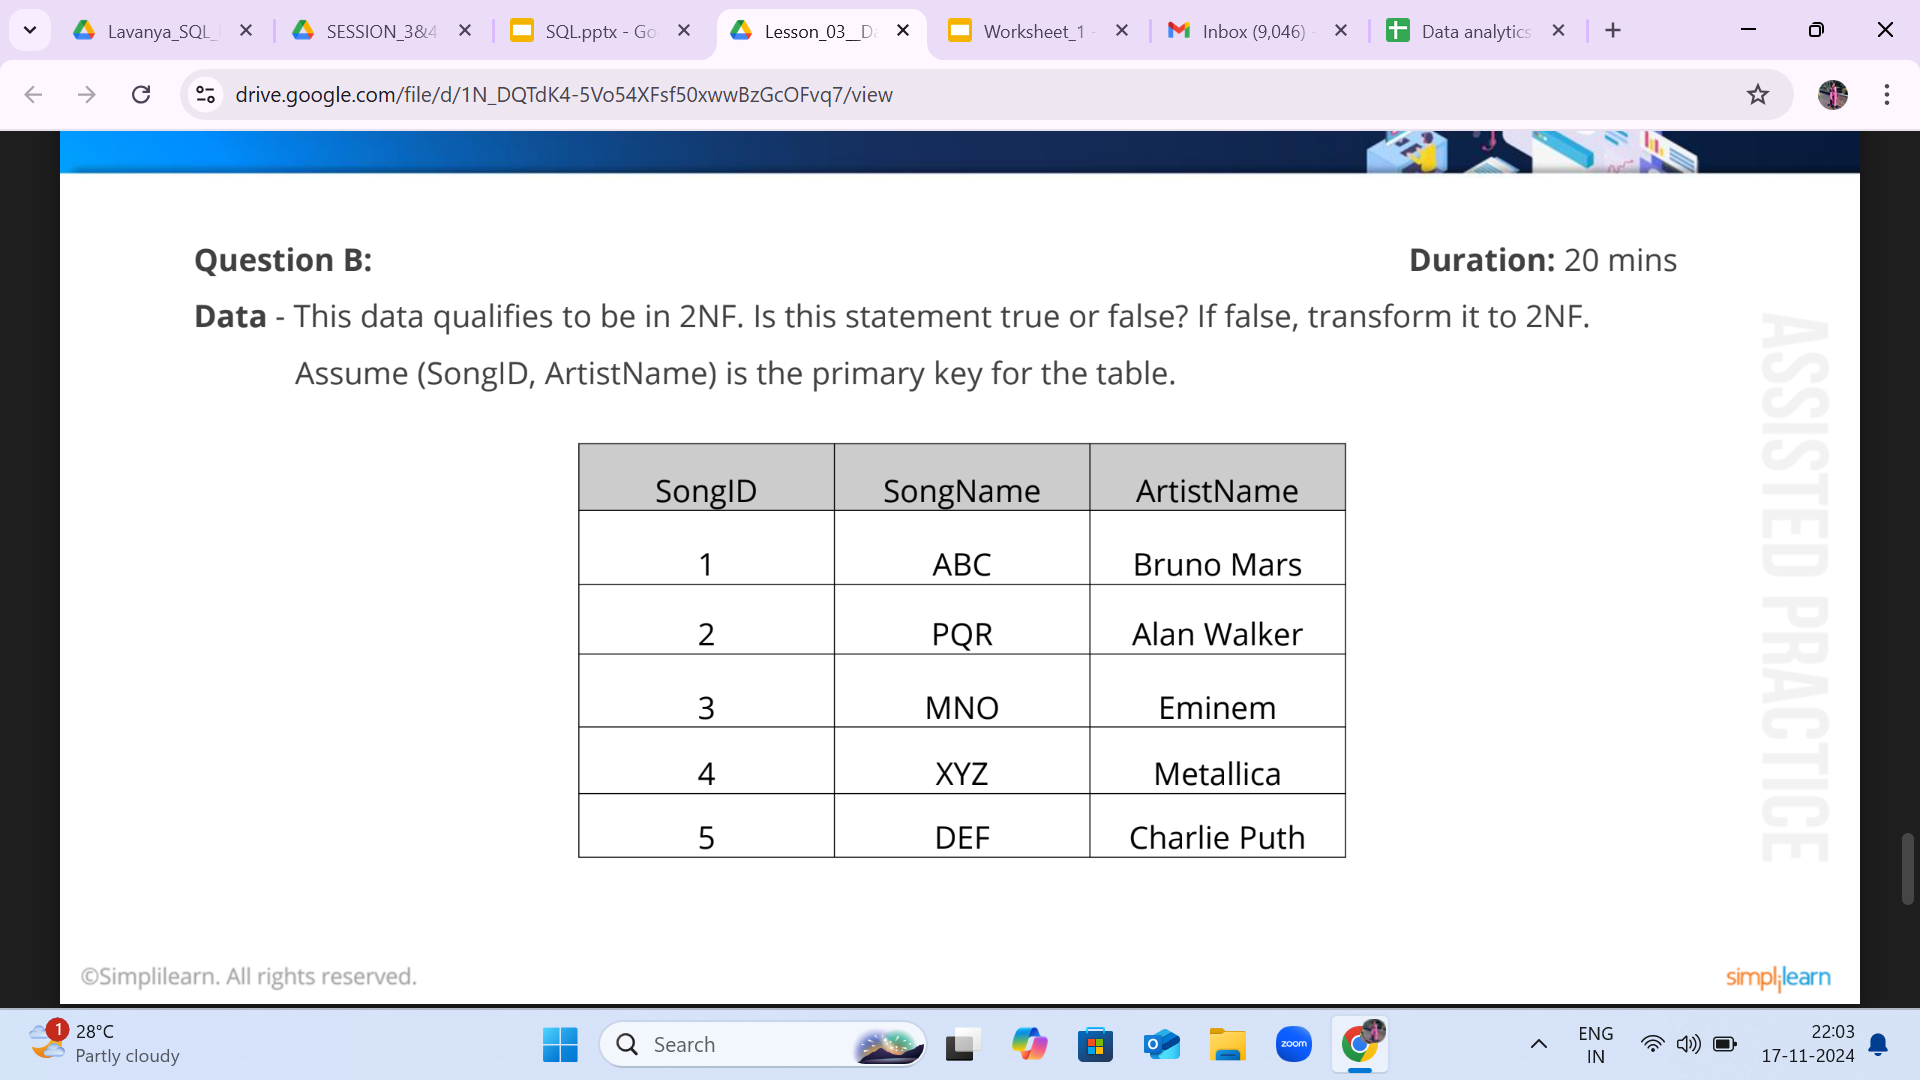 Lavanya_SQL_
SESSION_3&4
SQL.pptx - Go
Lesson_03__Da
Worksheet_1 -
Inbox (9,046) -
Data analytics
drive.google.com/file/d/1N_DQTdK4-5Vo54XFsf50xwwBzGcOFvq7/view
Question B:
Duration: 20 mins
Data - This data qualifies to be in 2NF. Is this statement true or false? If false, transform it to 2NF.
Assume (SongID, ArtistName) is the primary key for the table.
SongID SongName ArtistName
1 ABC Bruno Mars
2 PQR Alan Walker
3 MNO Eminem
4 XYZ Metallica
5 DEF Charlie Puth
ASSISTED PRACTICE
©Simplilearn. All rights reserved.
simplilearn
1
28°C
Partly cloudy
Search
zoom
ENG
IN
22:03
17-11-2024